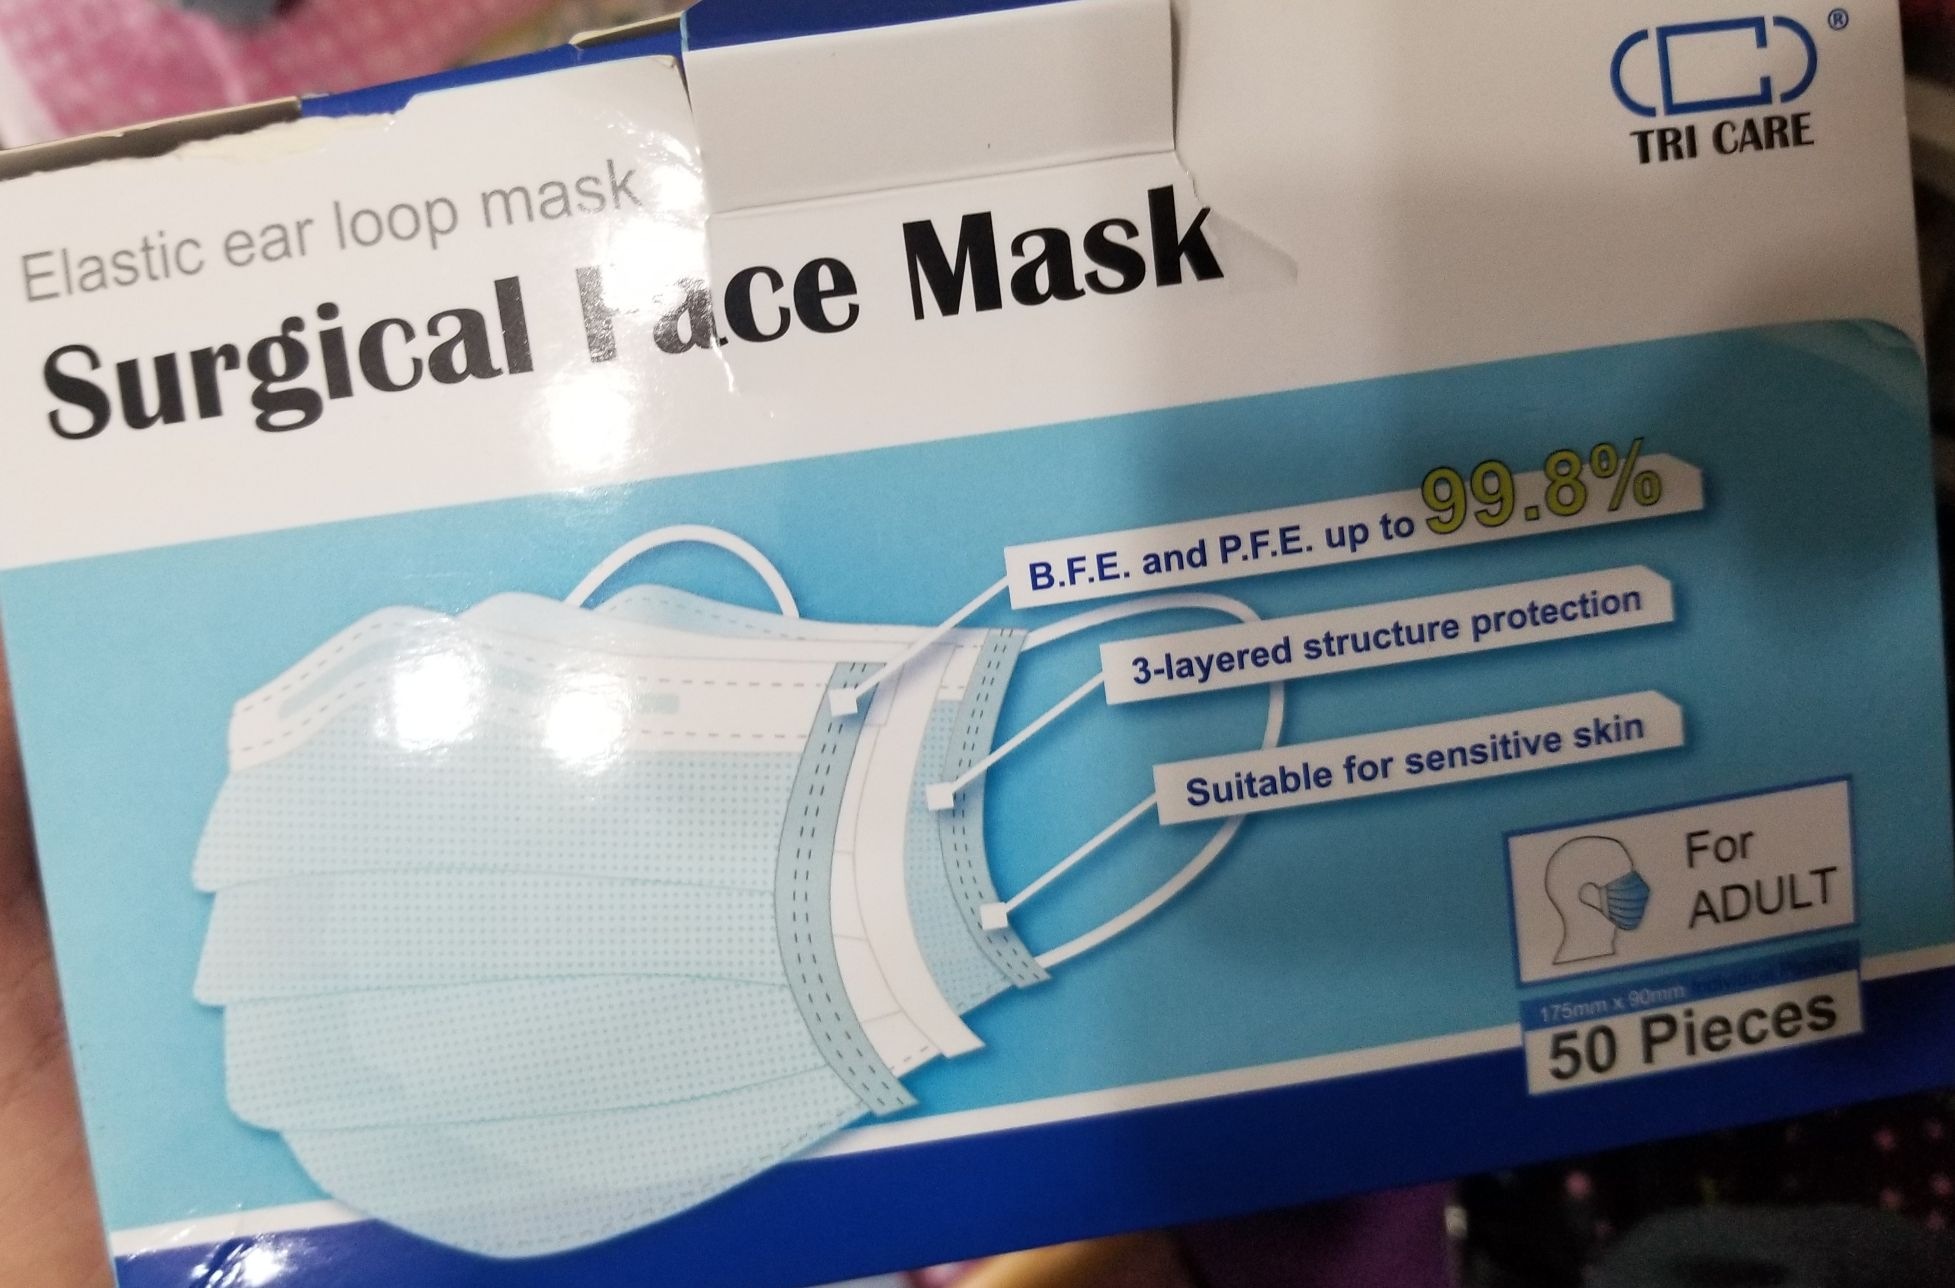 ®
TRI CARE
Elastic ear loop mask
Surgical Face Mask
B.F.E. and P.F.E. up to 99.8%
3-layered structure protection
Suitable for sensitive skin
For
ADULT
175mm x 90mm
50 Pieces